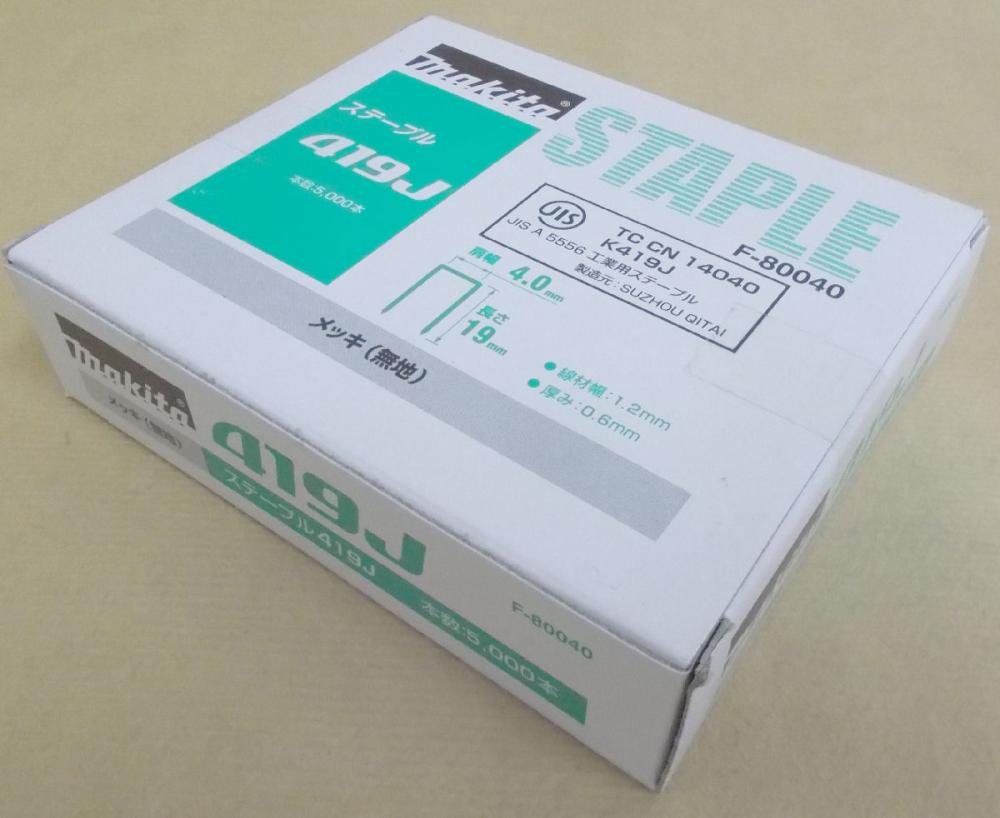 makita®
STAPLE
ステープル
419J
本数:5,000本
F-80040
JIS
TC CN 14040
K419J
JIS A 5556 工業用ステープル
製造元:SUZHOU QITAI
肩幅 4.0mm
長さ
19mm
メッキ(無地)
● 線材幅:1.2mm
● 厚み:0.6mm
makita
メッキ(無地)
419J
ステープル419J 本数:5,000本
F-80040